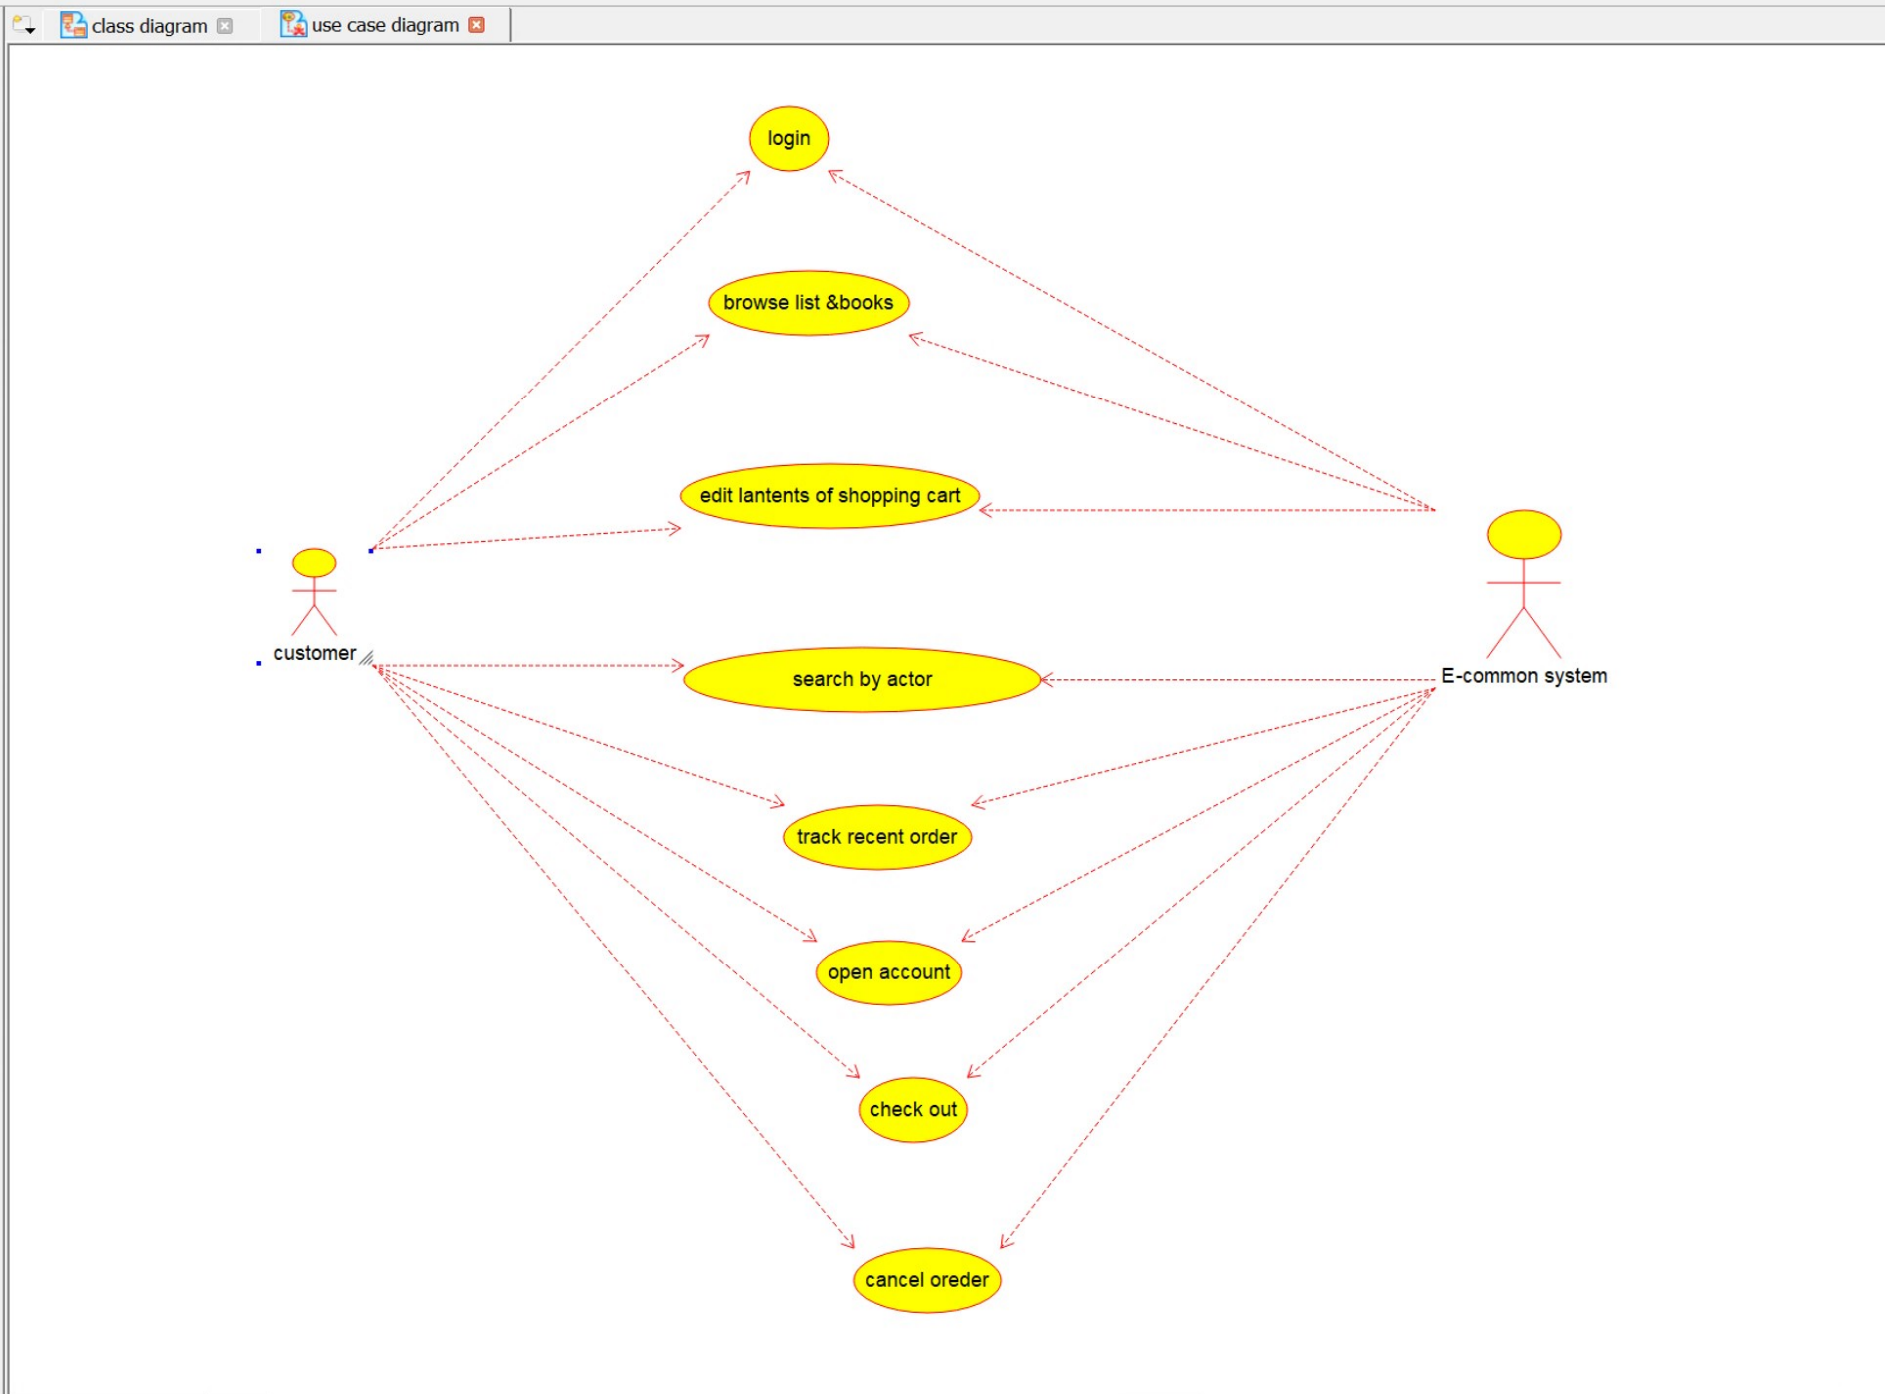 class diagram
use case diagram
login
browse list &books
edit lantents of shopping cart
customer
search by actor
E-common system
track recent order
open account
check out
cancel oreder